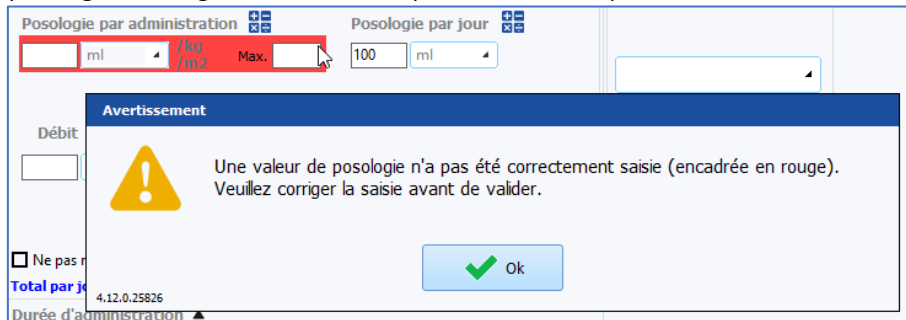 Posologie par administration
Posologie par jour
ml
/kg
/m2
Max.
100
ml
Avertissement
Débit
Une valeur de posologie n'a pas été correctement saisie (encadrée en rouge).
Veuillez corriger la saisie avant de valider.
Ne pas
Ok
Total par
4.12.0.25826
Durée d'administration